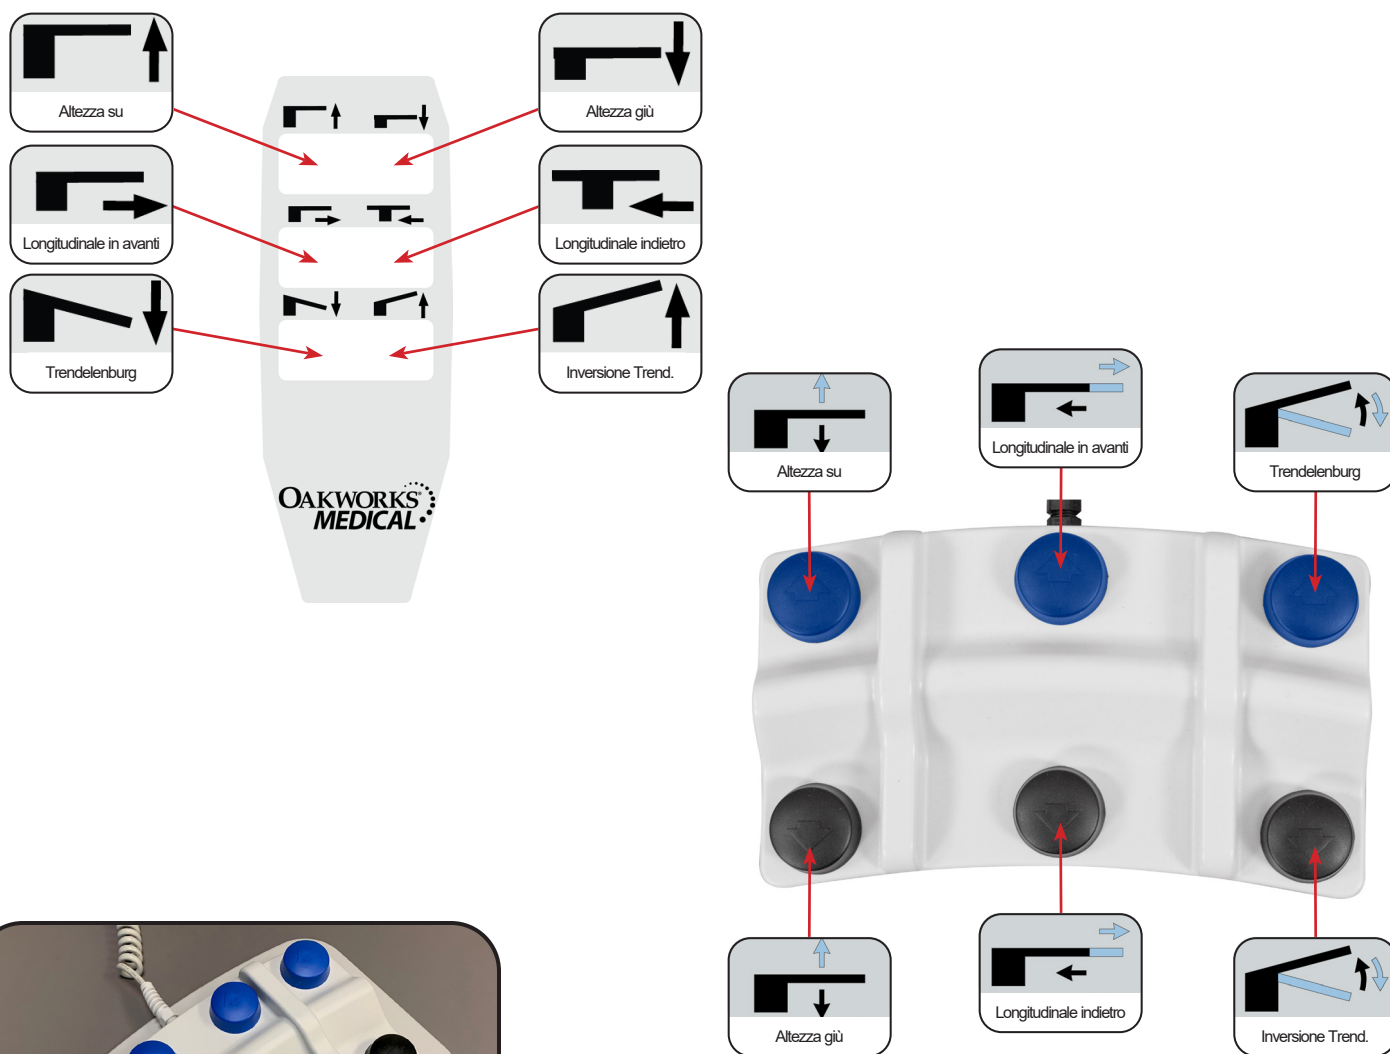 Altezza su
Altezza giù
Longitudinale in avanti
Longitudinale indietro
Trendelenburg
Inversione Trend.
OAKWORKS®
MEDICAL
Altezza su
Longitudinale in avanti
Trendelenburg
Altezza giù
Longitudinale indietro
Inversione Trend.